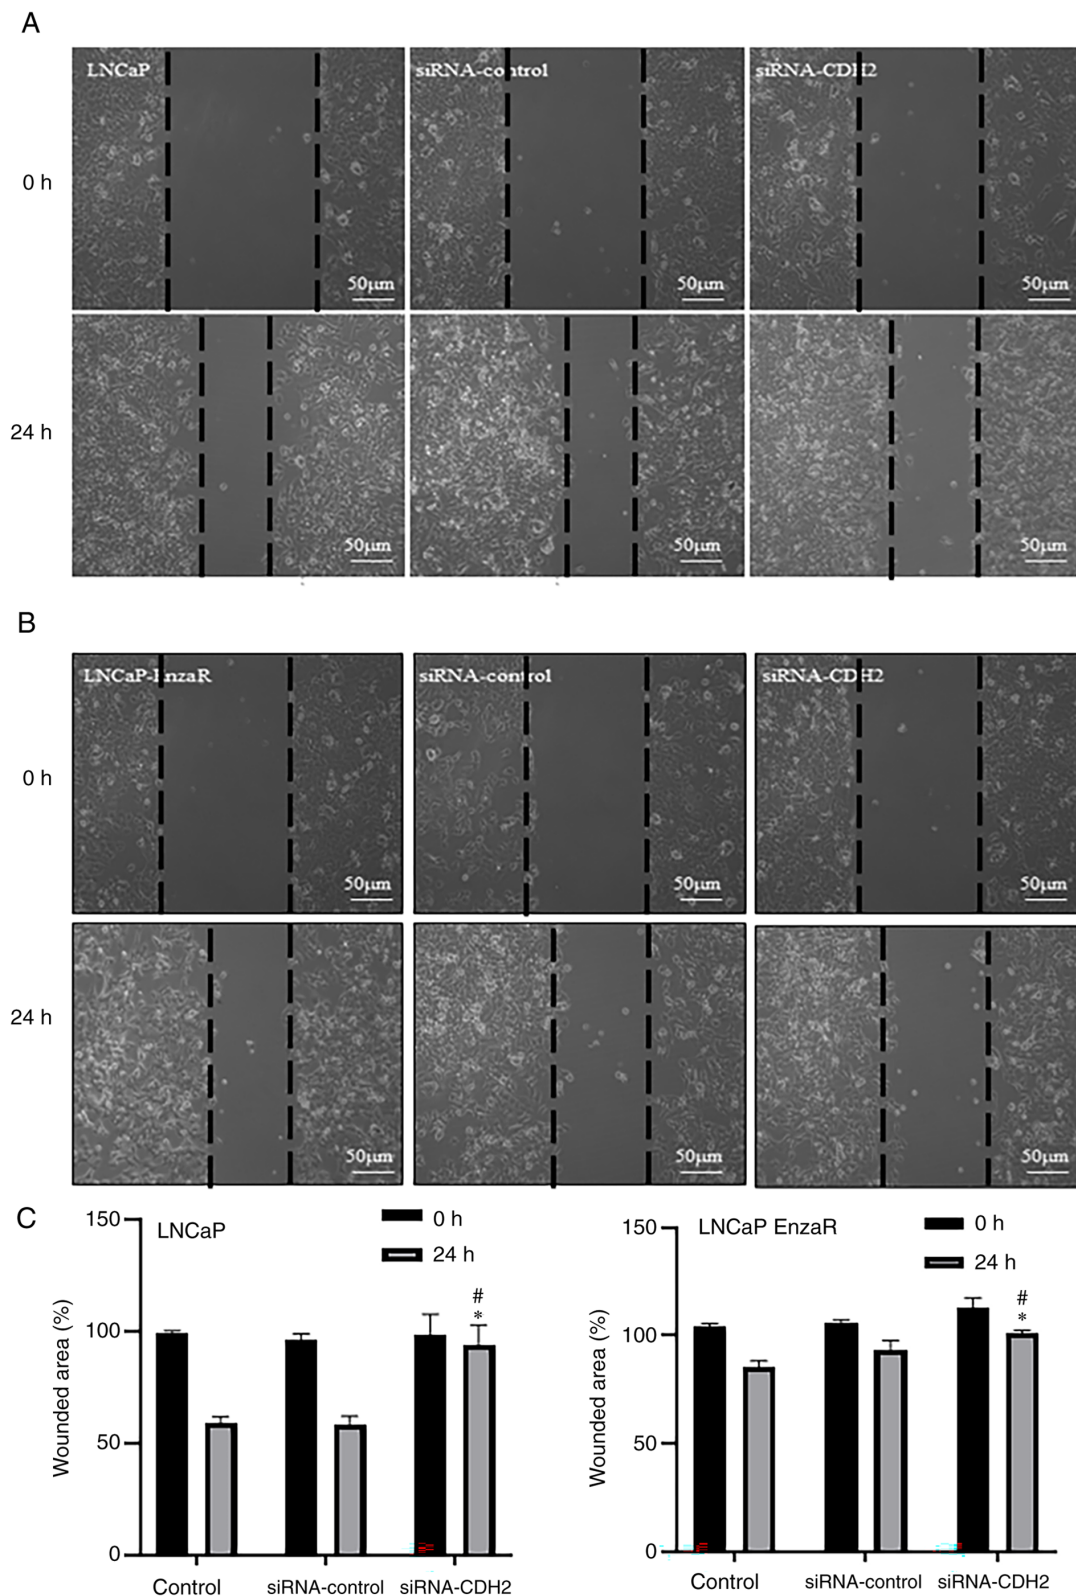 A
LNCaP
siRNA-control
siRNA-CDH2
0 h
50µm
50µm
50µm
24 h
50µm
50µm
50µm
B
LNCaP-EnzaR
siRNA-control
siRNA-CDH2
0 h
50µm
50µm
50µm
24 h
50µm
50µm
50µm
C
LNCaP
0 h
24 h
Wounded area (%)
150
100
50
0
#
*
Control
siRNA-control
siRNA-CDH2
LNCaP EnzaR
0 h
24 h
Wounded area (%)
150
100
50
0
#
*
Control
siRNA-control
siRNA-CDH2